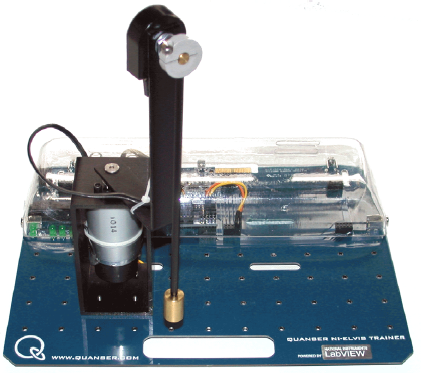 QUANSER NI-ELVIS TRAINER
WWW.QUANSER.COM
POWERED BY
NATIONAL INSTRUMENTS
LabVIEW